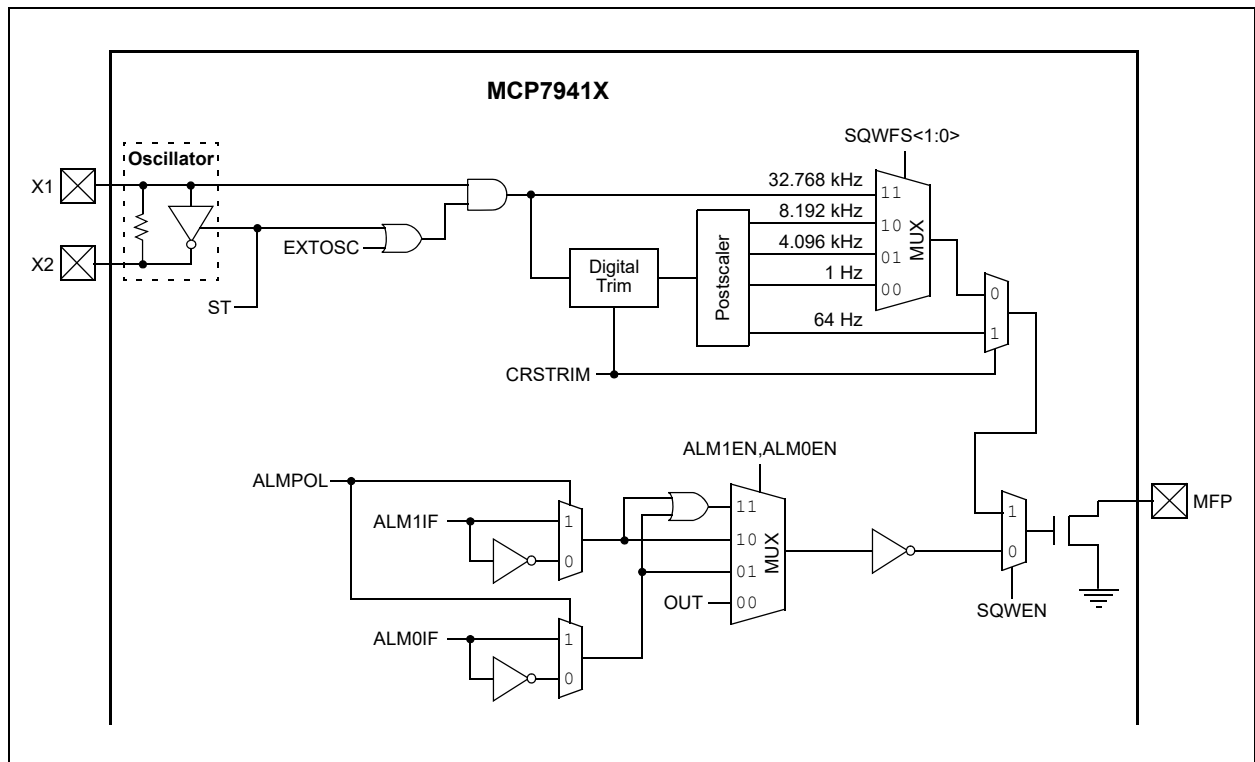 MCP7941X
SQWFS<1:0>
Oscillator
X1
X2
ST
EXTOSC
32.768 kHz
8.192 kHz
4.096 kHz
1 Hz
64 Hz
11
10
01
00
MUX
Digital
Trim
Postscaler
0
1
CRSTRIM
ALM1EN,ALM0EN
ALMPOL
ALM1IF
1
0
ALM0IF
1
0
11
10
01
00
MUX
OUT
1
0
SQWEN
MFP